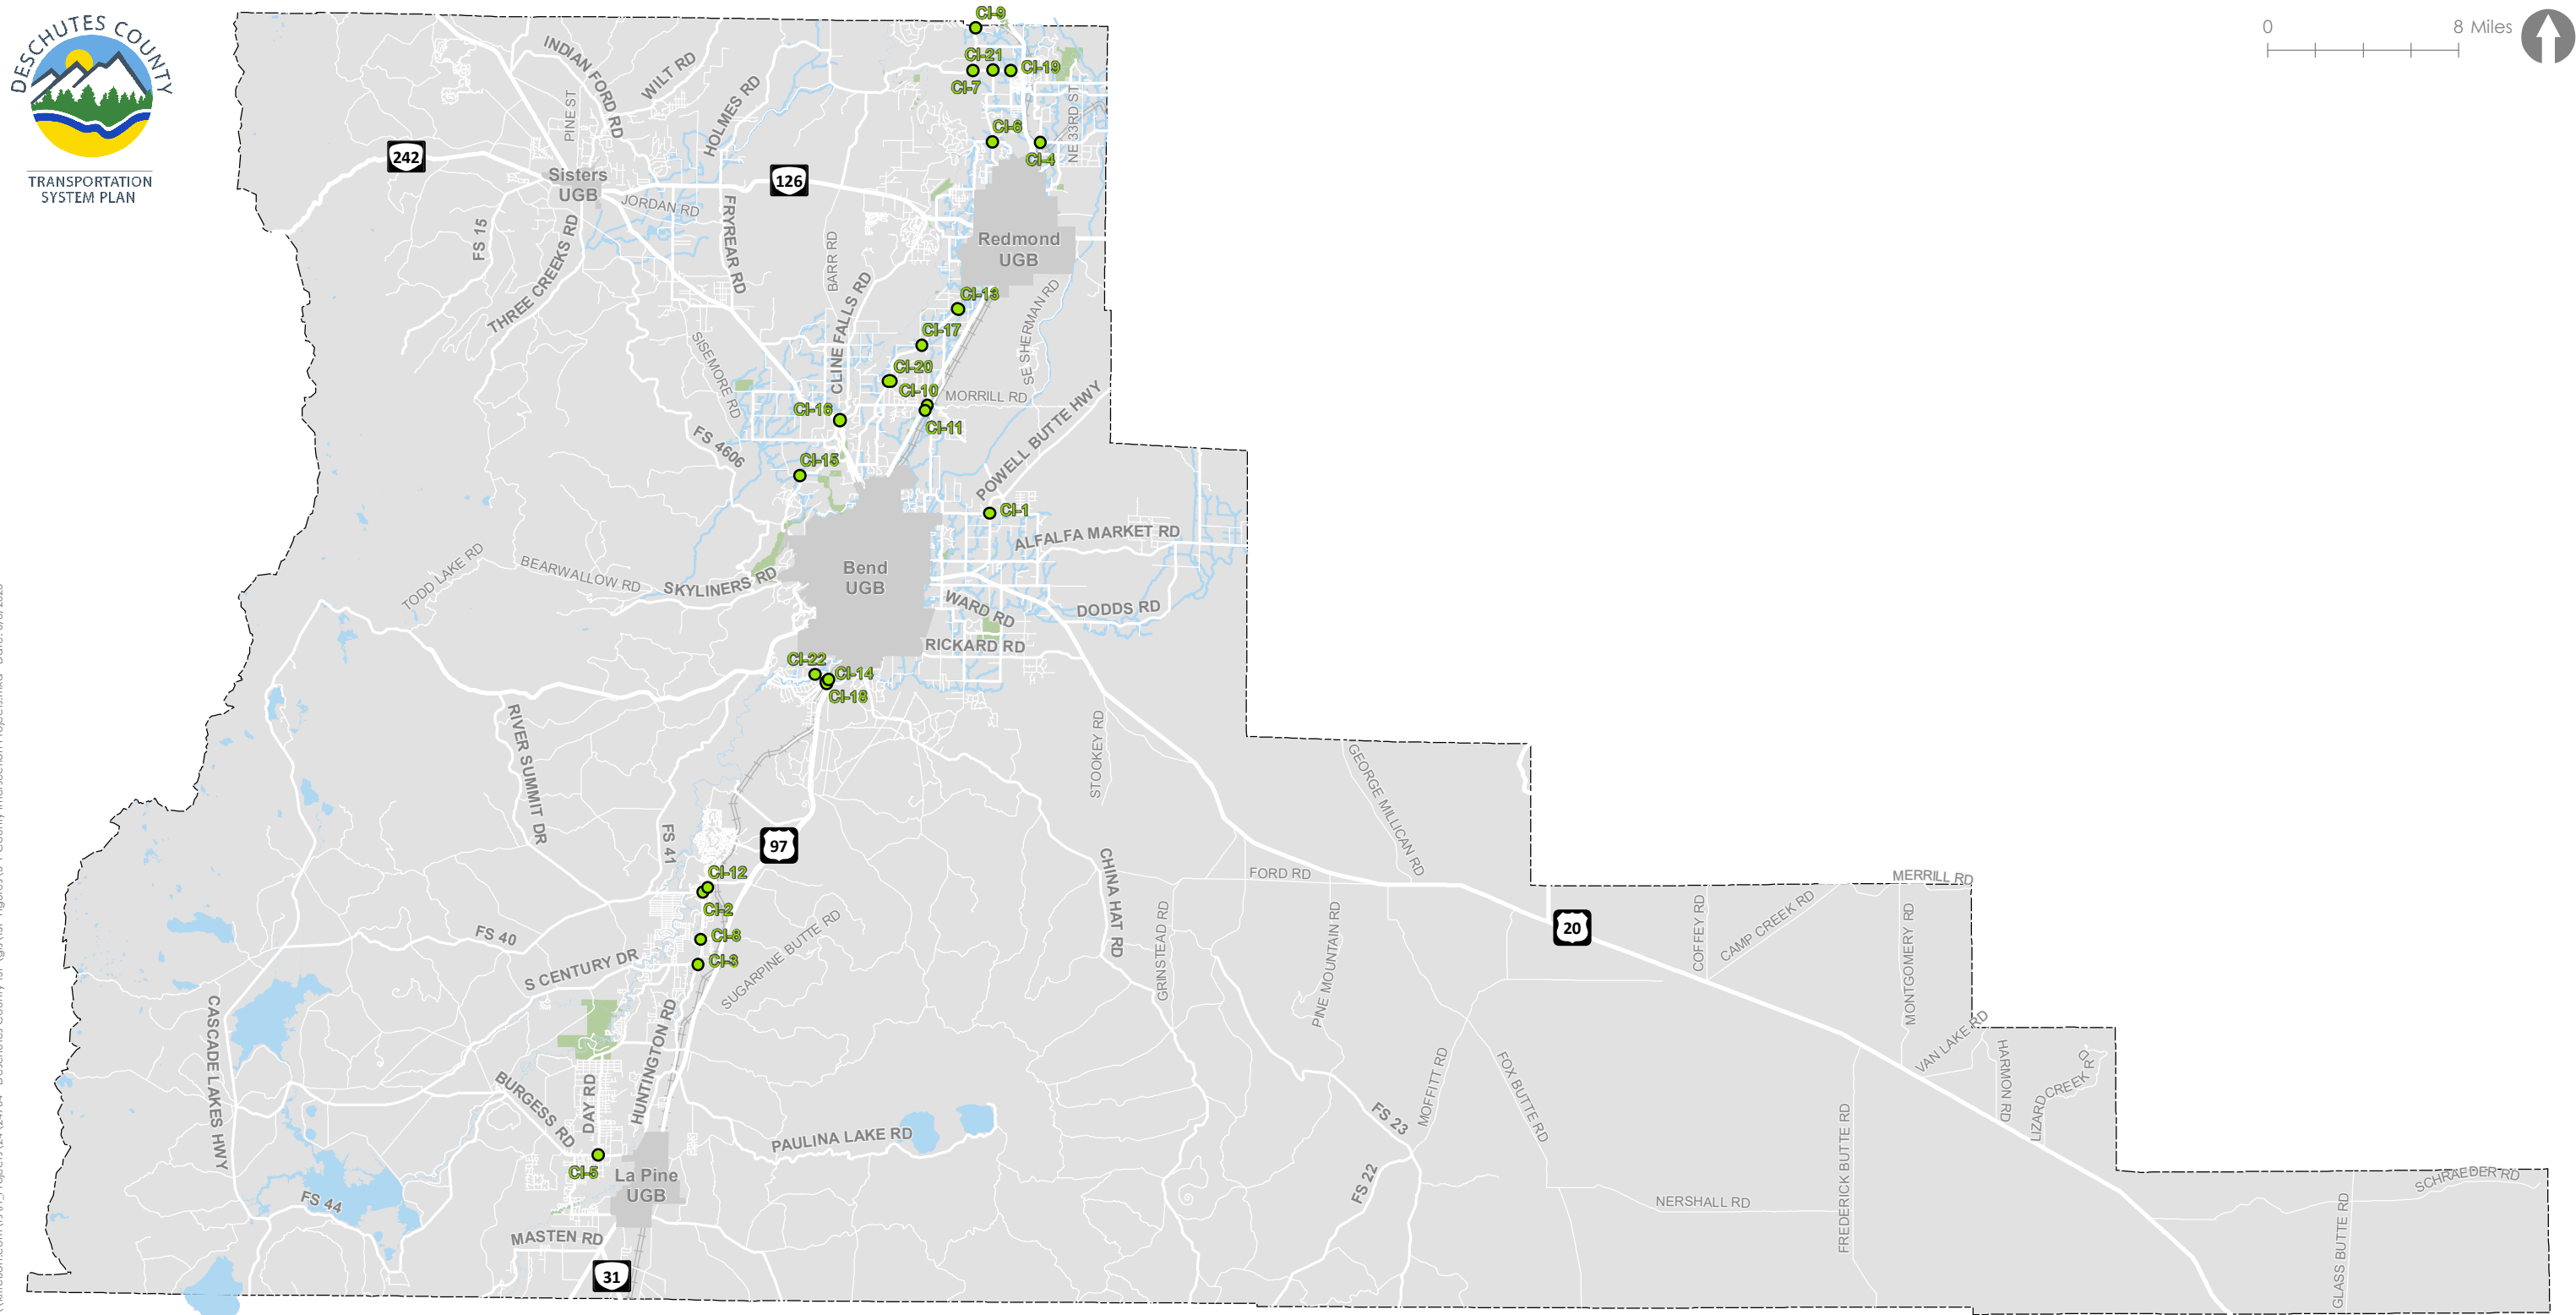 DESCHUTES COUNTY
TRANSPORTATION
SYSTEM PLAN
0 8 Miles
CI-9
CI-21
CI-19
CI-7
CI-6
CI-4
NE 33RD ST
INDIAN FORD RD
WILT RD
PINE ST
HOLMES RD
242
126
Sisters
UGB
JORDAN RD
FS 15
THREE CREEKS RD
FRYREAR RD
BARR RD
CLINE FALLS RD
Redmond
UGB
SE SHERMAN RD
CI-13
CI-17
CI-20
CI-10
MORRILL RD
CI-11
CI-16
SISEMORE RD
FS 4606
POWELL BUTTE HWY
CI-15
CI-1
ALFALFA MARKET RD
Bend
UGB
TODD LAKE RD
BEARWALLOW RD
SKYLINERS RD
WARD RD
DODDS RD
RICKARD RD
CI-22
CI-14
CI-18
RIVER SUMMIT DR
STOOKEY RD
GEORGE MILLICAN RD
FS 41
97
CI-12
CI-2
CI-8
CI-3
CHINA HAT RD
FORD RD
MERRILL RD
20
FS 40
S CENTURY DR
SUGARPINE BUTTE RD
GRINSTEAD RD
PINE MOUNTAIN RD
COFFEY RD
CAMP CREEK RD
MONTGOMERY RD
VAN LAKE RD
CASCADE LAKES HWY
HUNTINGTON RD
BURGESS RD
DAY RD
MOFFITT RD
FOX BUTTE RD
HARMON RD
LIZARD CREEK RD
FS 23
PAULINA LAKE RD
CI-5
La Pine
UGB
FS 44
FS 22
NERSHALL RD
FREDERICK BUTTE RD
SCHRAEDER RD
GLASS BUTTE RD
MASTEN RD
31